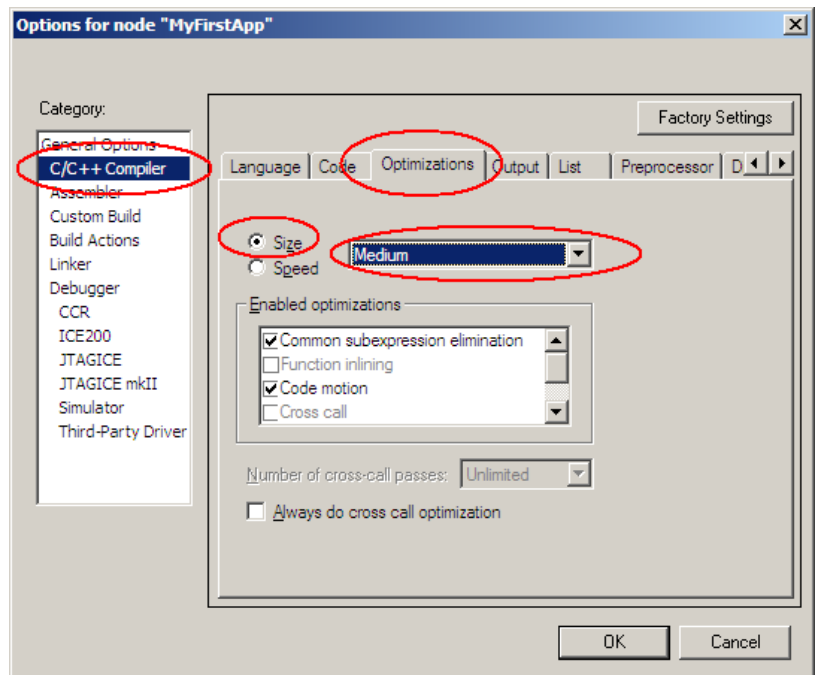 Options for node "MyFirstApp"
Category:
Factory Settings
General Options
C/C++ Compiler
Assembler
Custom Build
Build Actions
Linker
Debugger
CCR
ICE200
JTAGICE
JTAGICE mkII
Simulator
Third-Party Driver
Language Code Optimizations Output List Preprocessor D
Size
Medium
Speed
Enabled optimizations
Common subexpression elimination
Function inlining
Code motion
Cross call
Number of cross-call passes: Unlimited
Always do cross call optimization
OK Cancel